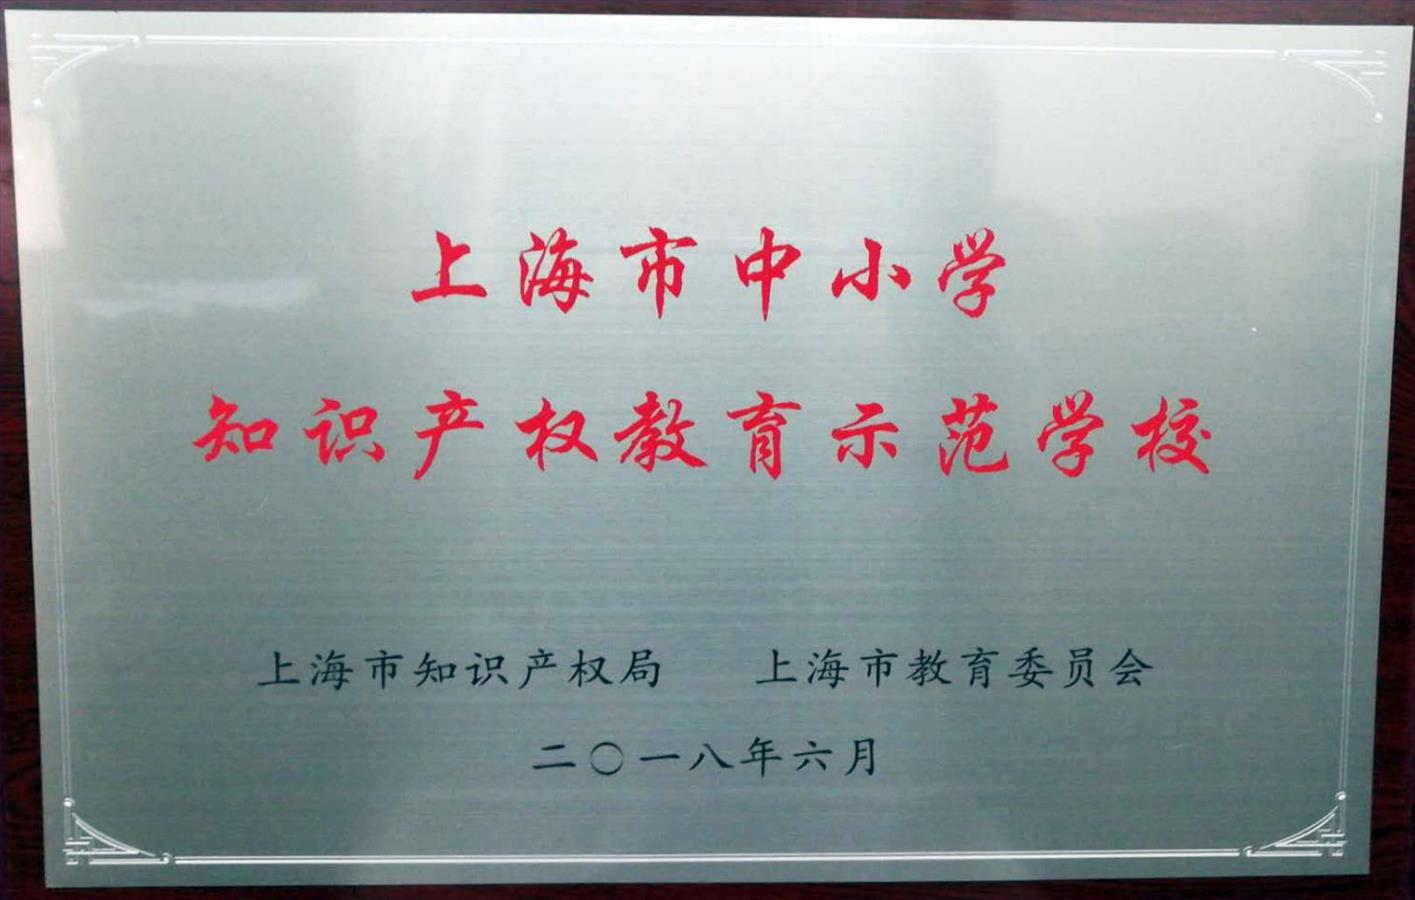 上海市中小学
知识产权教育示范学校
上海市知识产权局 上海市教育委员会
二〇一八年六月